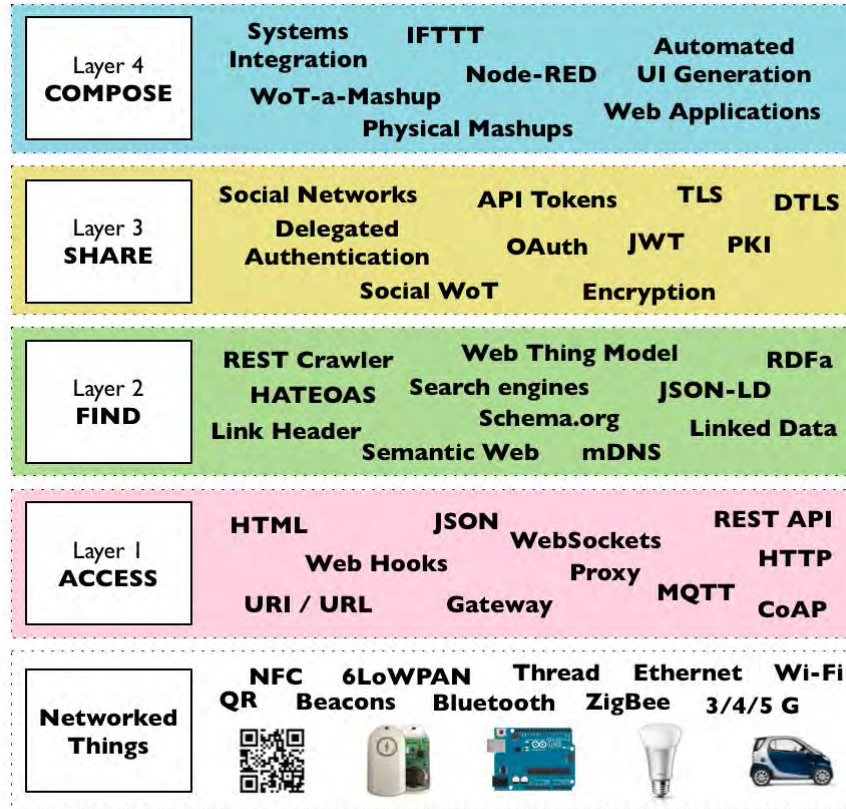 Layer 4
COMPOSE
Systems
Integration
IFTTT
Node-RED
Automated
UI Generation
WoT-a-Mashup
Web Applications
Physical Mashups
Layer 3
SHARE
Social Networks
API Tokens
TLS
DTLS
Delegated
Authentication
OAuth
JWT
PKI
Social WoT
Encryption
Layer 2
FIND
REST Crawler
Web Thing Model
RDFa
HATEOAS
Search engines
JSON-LD
Schema.org
Link Header
Linked Data
Semantic Web
mDNS
Layer 1
ACCESS
HTML
JSON
WebSockets
REST API
Web Hooks
Proxy
HTTP
URI / URL
Gateway
MQTT
CoAP
Networked
Things
NFC
6LoWPAN
Thread
Ethernet
Wi-Fi
QR
Beacons
Bluetooth
ZigBee
3/4/5 G